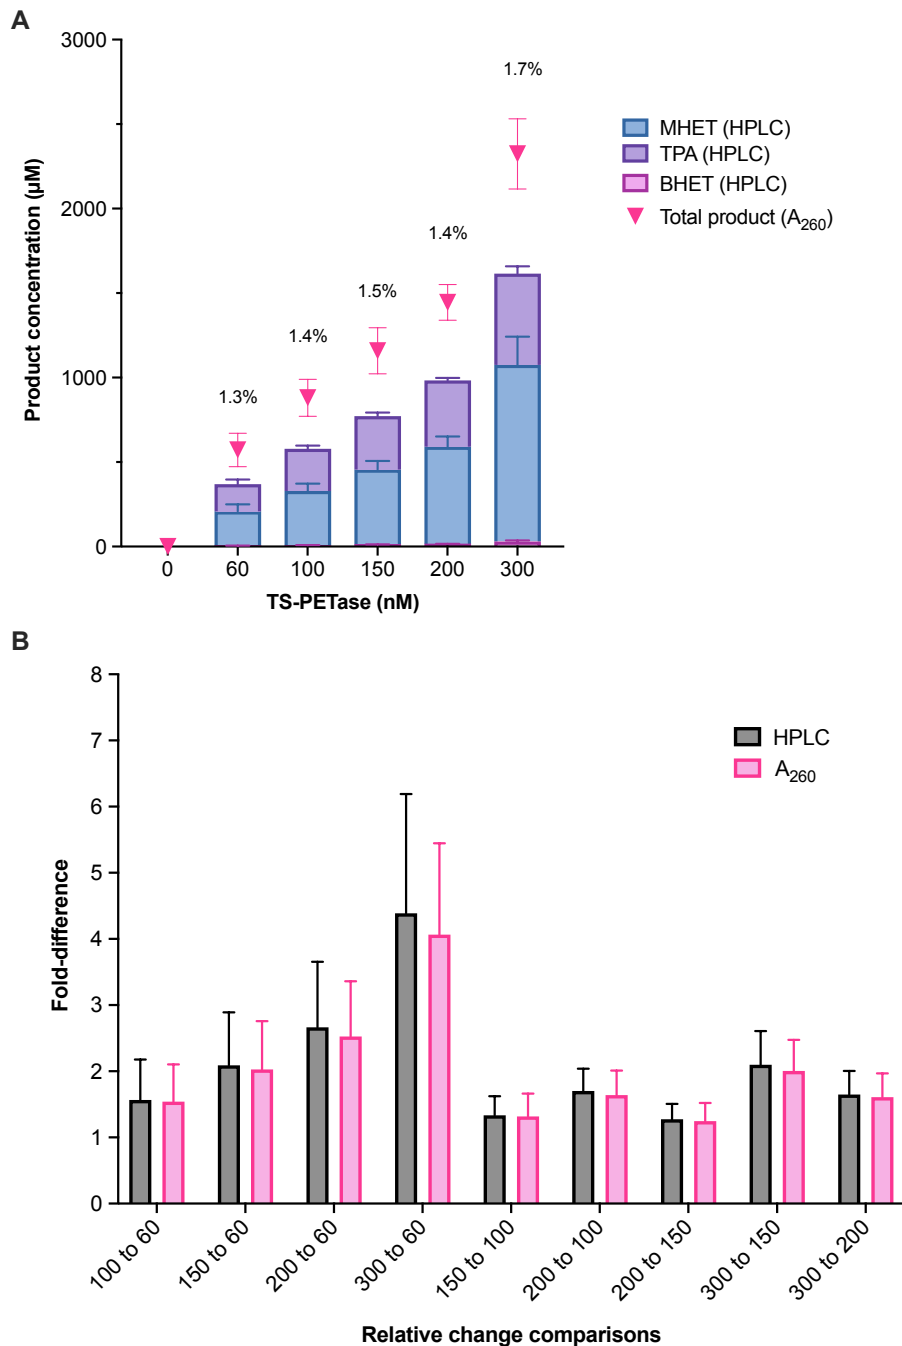 A
3000
2000
1000
0
Product concentration (µM)
1.3%
1.4%
1.5%
1.4%
1.7%
MHET (HPLC)
TPA (HPLC)
BHET (HPLC)
Total product (A260)
0 60 100 150 200 300
TS-PETase (nM)
B
8
7
6
5
4
3
2
1
0
Fold-difference
HPLC
A260
100 to 60
150 to 60
200 to 60
300 to 60
150 to 100
200 to 100
200 to 150
300 to 150
300 to 200
Relative change comparisons